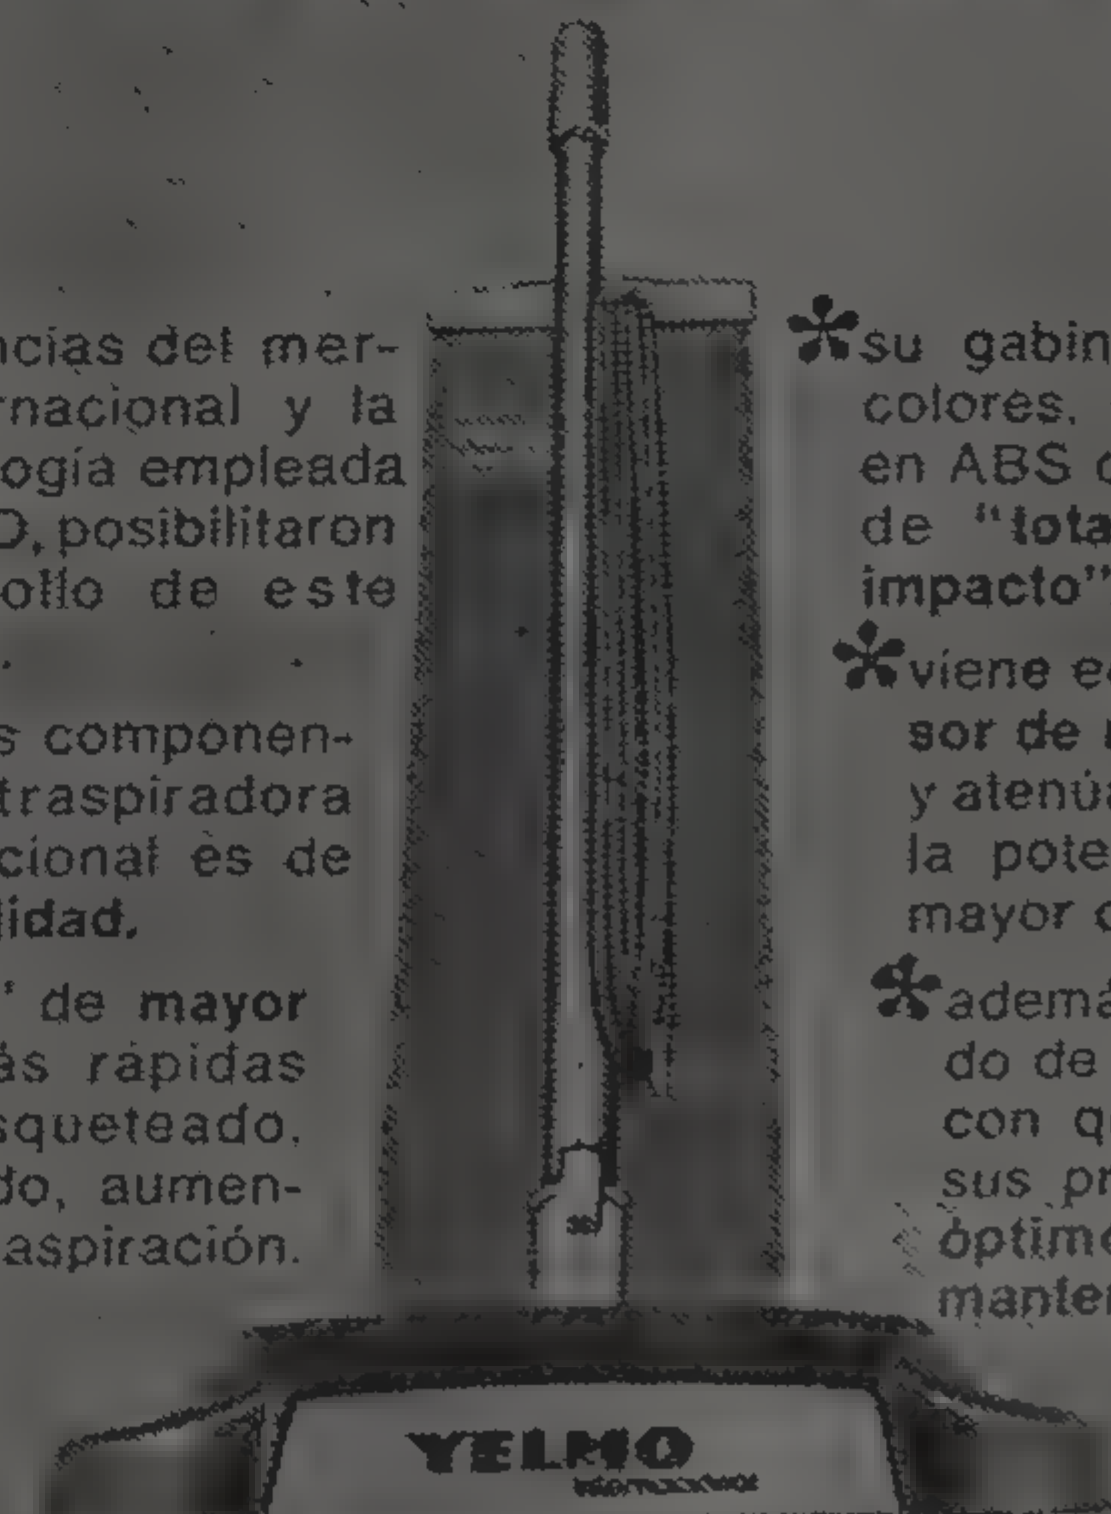 ncias del mer-
rnacional y la
ogía empleada
O, posibilitaron
ollo de este
s componen-
traspiradora
cional es de
lidad.
de mayor
ás rápidas
squeteado.
do, aumen-
aspiración.
su gabin
colores,
en ABS
de "tota
impacto"
viene e
sor de
y atenúa
la pote
mayor
además
do de
con q
sus pr
óptimo
manten
YELMO